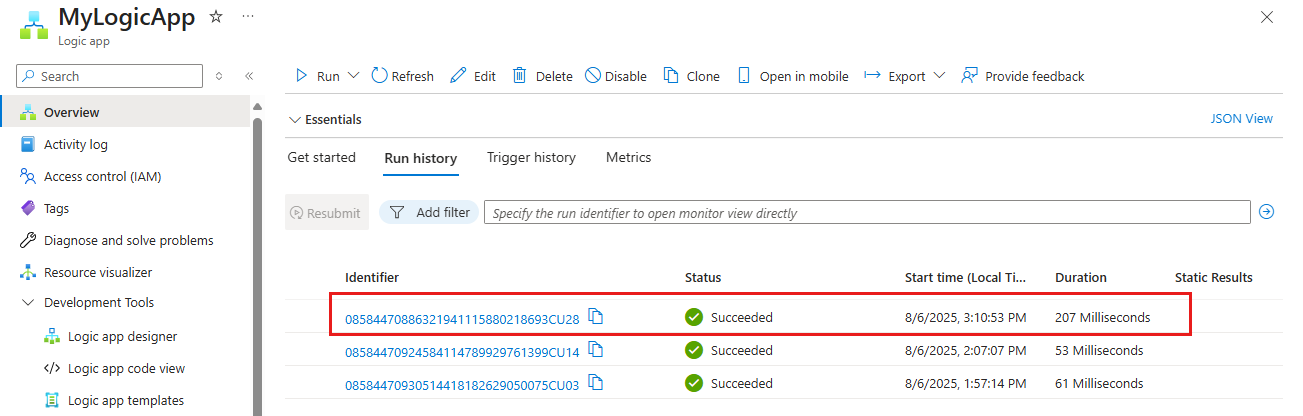 MyLogicApp
Logic app
Search
Run Refresh Edit Delete Disable Clone Open in mobile Export Provide feedback
Overview
Activity log
Access control (IAM)
Tags
Diagnose and solve problems
Resource visualizer
Development Tools
Logic app designer
Logic app code view
Logic app templates
Essentials JSON View
Get started Run history Trigger history Metrics
Resubmit Add filter Specify the run identifier to open monitor view directly
Identifier Status Start time (Local Ti... Duration Static Results
08584470886321941115880218693CU28 Succeeded 8/6/2025, 3:10:53 PM 207 Milliseconds
08584470924584114789929761399CU14 Succeeded 8/6/2025, 2:07:07 PM 53 Milliseconds
08584470930514418182629050075CU03 Succeeded 8/6/2025, 1:57:14 PM 61 Milliseconds